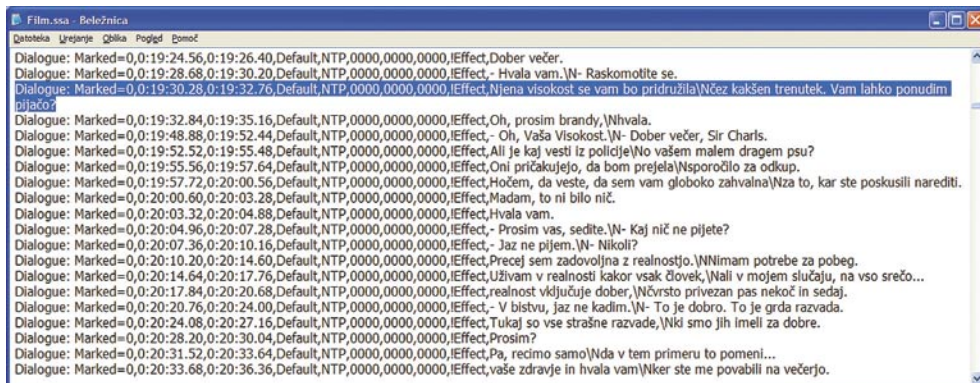 Film.ssa - Beležnica
Datoteka Urejanje Oblika Pogled Pomoč
Dialogue: Marked=0,0:19:24.56,0:19:26.40,Default,NTP,0000,0000,0000,!Effect,Dober večer.
Dialogue: Marked=0,0:19:28.68,0:19:30.20,Default,NTP,0000,0000,0000,!Effect,- Hvala vam.\N- Raskomotite se.
Dialogue: Marked=0,0:19:30.28,0:19:32.76,Default,NTP,0000,0000,0000,!Effect,Njena visokost se vam bo pridružila\Nčez kakšen trenutek. Vam lahko ponudim
pijačo?
Dialogue: Marked=0,0:19:32.84,0:19:35.16,Default,NTP,0000,0000,0000,!Effect,Oh, prosim brandy,\Nhvala.
Dialogue: Marked=0,0:19:48.88,0:19:52.44,Default,NTP,0000,0000,0000,!Effect,- Oh, Vaša Visokost.\N- Dober večer, Sir Charls.
Dialogue: Marked=0,0:19:52.52,0:19:55.48,Default,NTP,0000,0000,0000,!Effect,Ali je kaj vesti iz policije\No vašem malem dragem psu?
Dialogue: Marked=0,0:19:55.56,0:19:57.64,Default,NTP,0000,0000,0000,!Effect,Oni pričakujejo, da bom prejela\Nsporočilo za odkup.
Dialogue: Marked=0,0:19:57.72,0:20:00.56,Default,NTP,0000,0000,0000,!Effect,Hočem, da veste, da sem vam globoko zahvalna\Nza to, kar ste poskusili narediti.
Dialogue: Marked=0,0:20:00.60,0:20:03.28,Default,NTP,0000,0000,0000,!Effect,Madam, to ni bilo nič.
Dialogue: Marked=0,0:20:03.32,0:20:04.88,Default,NTP,0000,0000,0000,!Effect,Hvala vam.
Dialogue: Marked=0,0:20:04.96,0:20:07.28,Default,NTP,0000,0000,0000,!Effect,- Prosim vas, sedite.\N- Kaj nič ne pijete?
Dialogue: Marked=0,0:20:07.36,0:20:10.16,Default,NTP,0000,0000,0000,!Effect,- Jaz ne pijem.\N- Nikoli?
Dialogue: Marked=0,0:20:10.20,0:20:14.60,Default,NTP,0000,0000,0000,!Effect,Precej sem zadovoljna z realnostjo.\NNimam potrebe za pobeg.
Dialogue: Marked=0,0:20:14.64,0:20:17.76,Default,NTP,0000,0000,0000,!Effect,Uživam v realnosti kakor vsak človek,\Nali v mojem slučaju, na vso srečo...
Dialogue: Marked=0,0:20:17.84,0:20:20.68,Default,NTP,0000,0000,0000,!Effect,realnost vključuje dober,\Nčvrsto privezan pas nekoč in sedaj.
Dialogue: Marked=0,0:20:20.76,0:20:24.00,Default,NTP,0000,0000,0000,!Effect,- V bistvu, jaz ne kadim.\N- To je dobro. To je grda razvada.
Dialogue: Marked=0,0:20:24.08,0:20:27.16,Default,NTP,0000,0000,0000,!Effect,Tukaj so vse strašne razvade,\Nki smo jih imeli za dobre.
Dialogue: Marked=0,0:20:28.20,0:20:30.04,Default,NTP,0000,0000,0000,!Effect,Prosim?
Dialogue: Marked=0,0:20:31.52,0:20:33.64,Default,NTP,0000,0000,0000,!Effect,Pa, recimo samo\Nda v tem primeru to pomeni...
Dialogue: Marked=0,0:20:33.68,0:20:36.36,Default,NTP,0000,0000,0000,!Effect,vaše zdravje in hvala vam\Nker ste me povabili na večerjo.